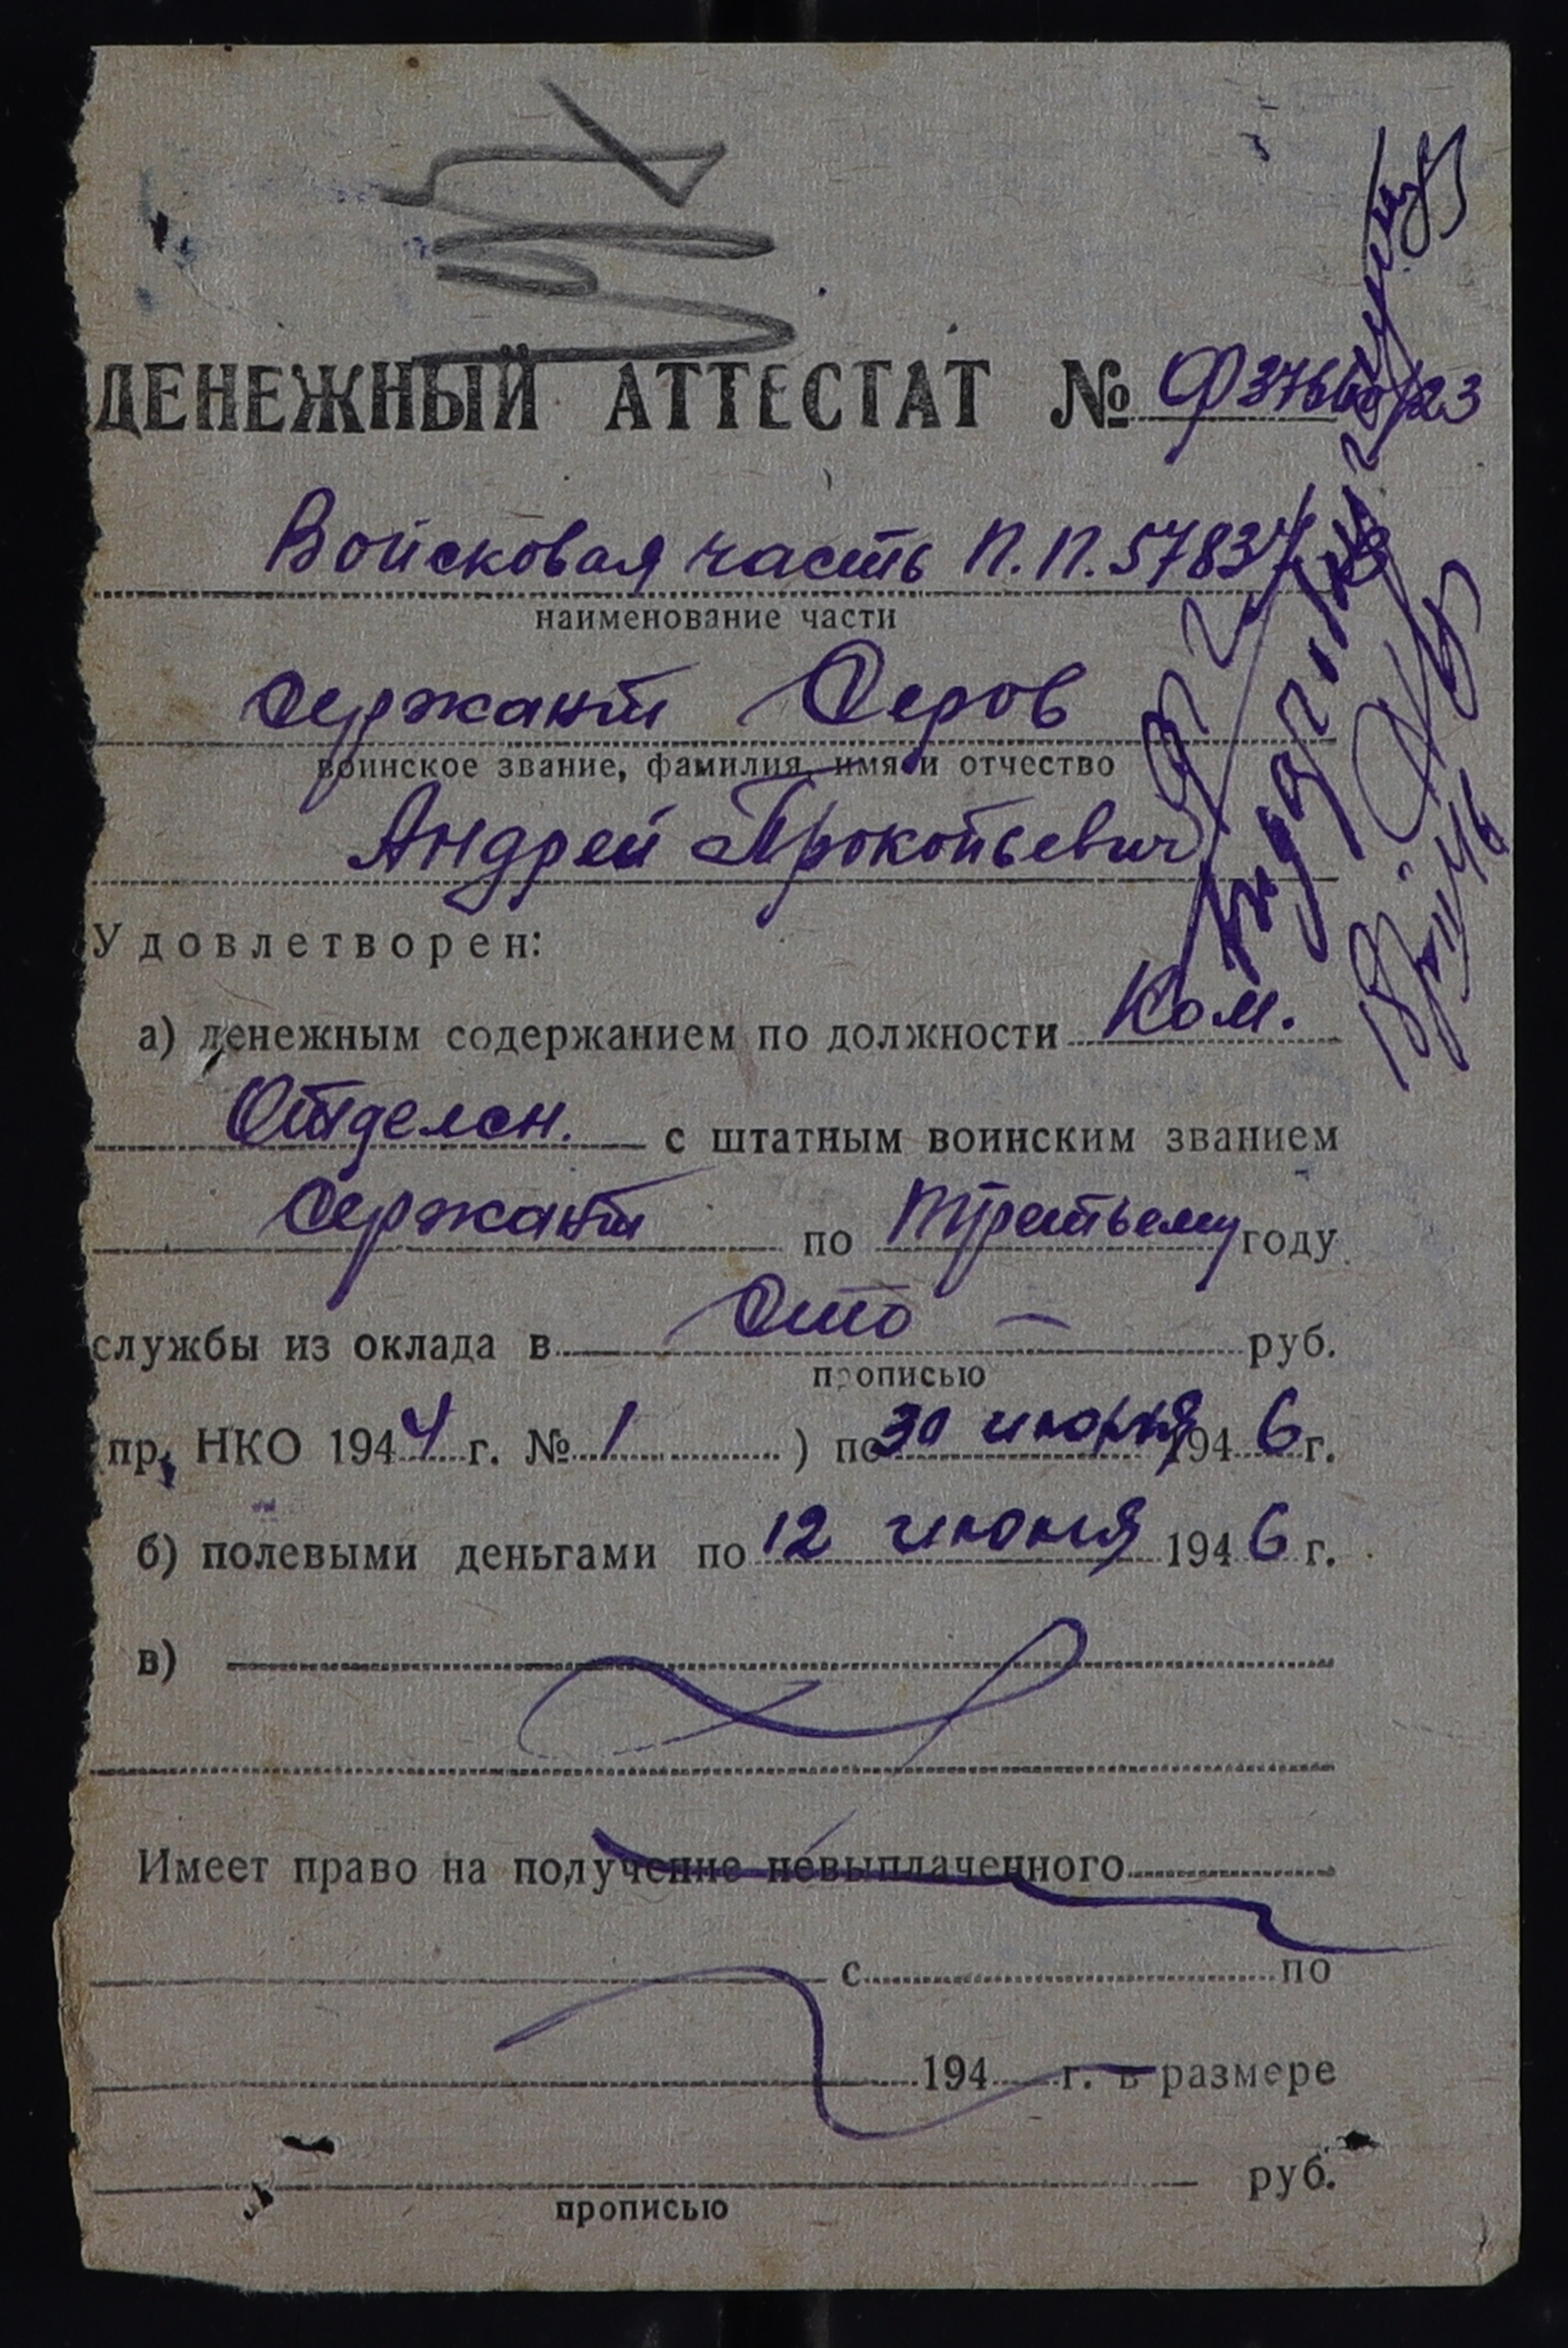 ДЕНЕЖНЫЙ АТТЕСТАТ №
Войсковая часть п.п. 57837
наименование части
сержант Серов
воинское звание, фамилия, имя и отчество
Андрей Прокопьевич
Удовлетворен:
а) денежным содержанием по должности Ком.
Отделен. с штатным воинским званием
Сержант по третьему году
службы из оклада в Сто — руб.
прописью
(пр. НКО 1944 г. № 1 ) по 30 июня 1946 г.
б) полевыми деньгами по 12 июня 1946 г.
в)
Имеет право на получение невыплаченного
с по
194 г. в размере
руб.
прописью